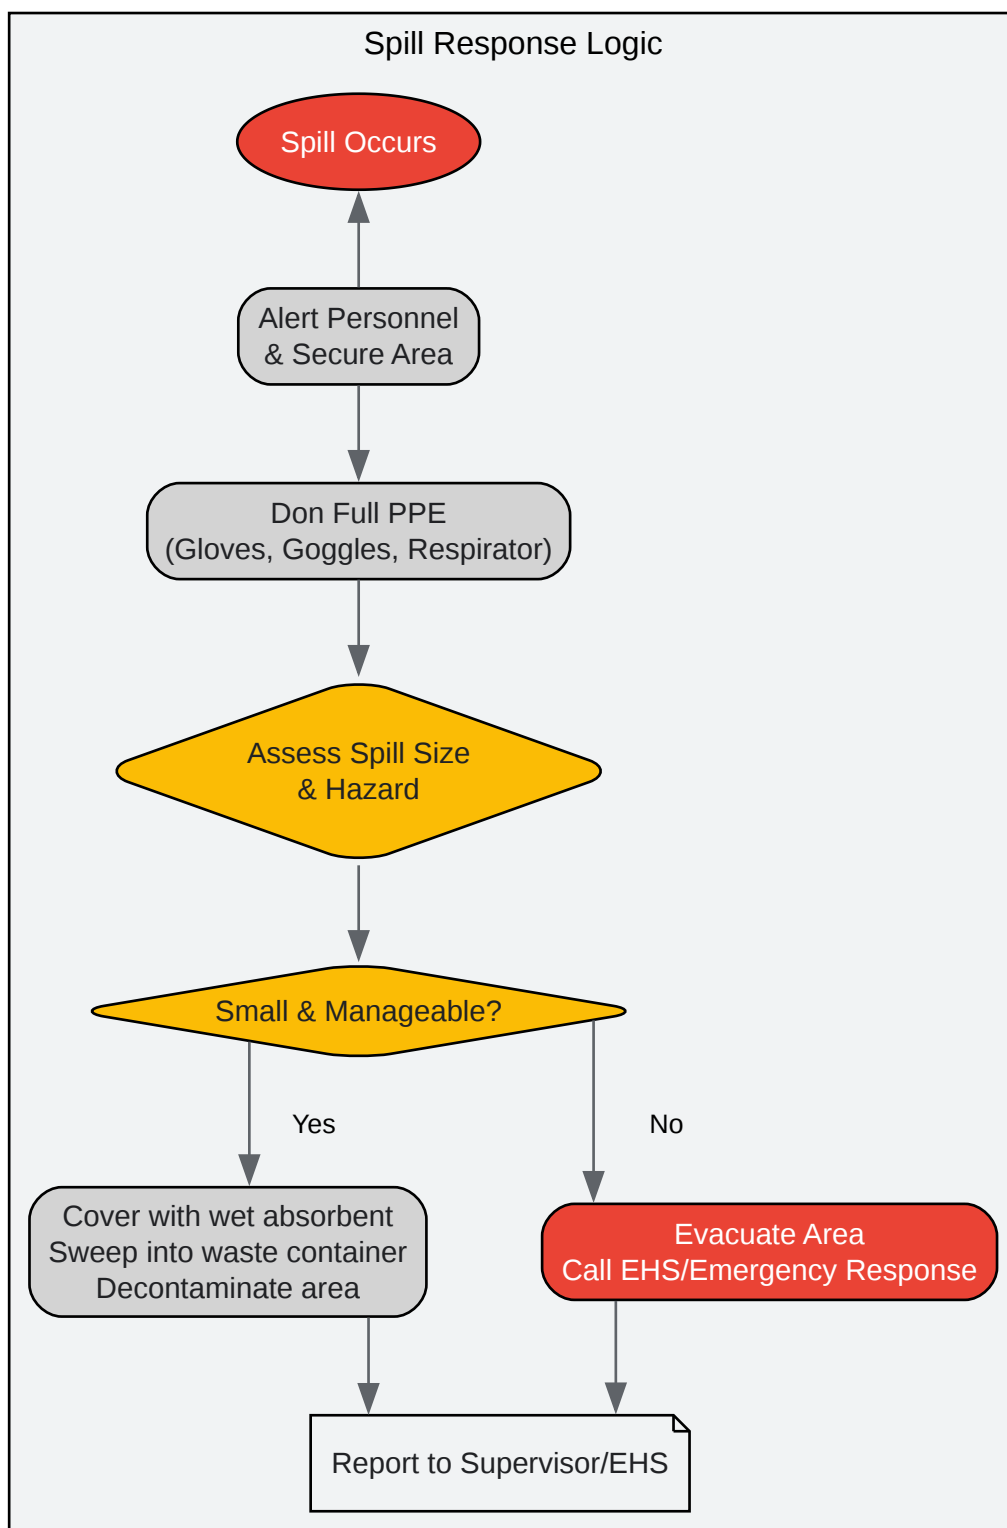 Spill Response Logic
Spill Occurs
Alert Personnel
& Secure Area
Don Full PPE
(Gloves, Goggles, Respirator)
Assess Spill Size
& Hazard
Small & Manageable?
Yes
No
Cover with wet absorbent
Sweep into waste container
Decontaminate area
Evacuate Area
Call EHS/Emergency Response
Report to Supervisor/EHS